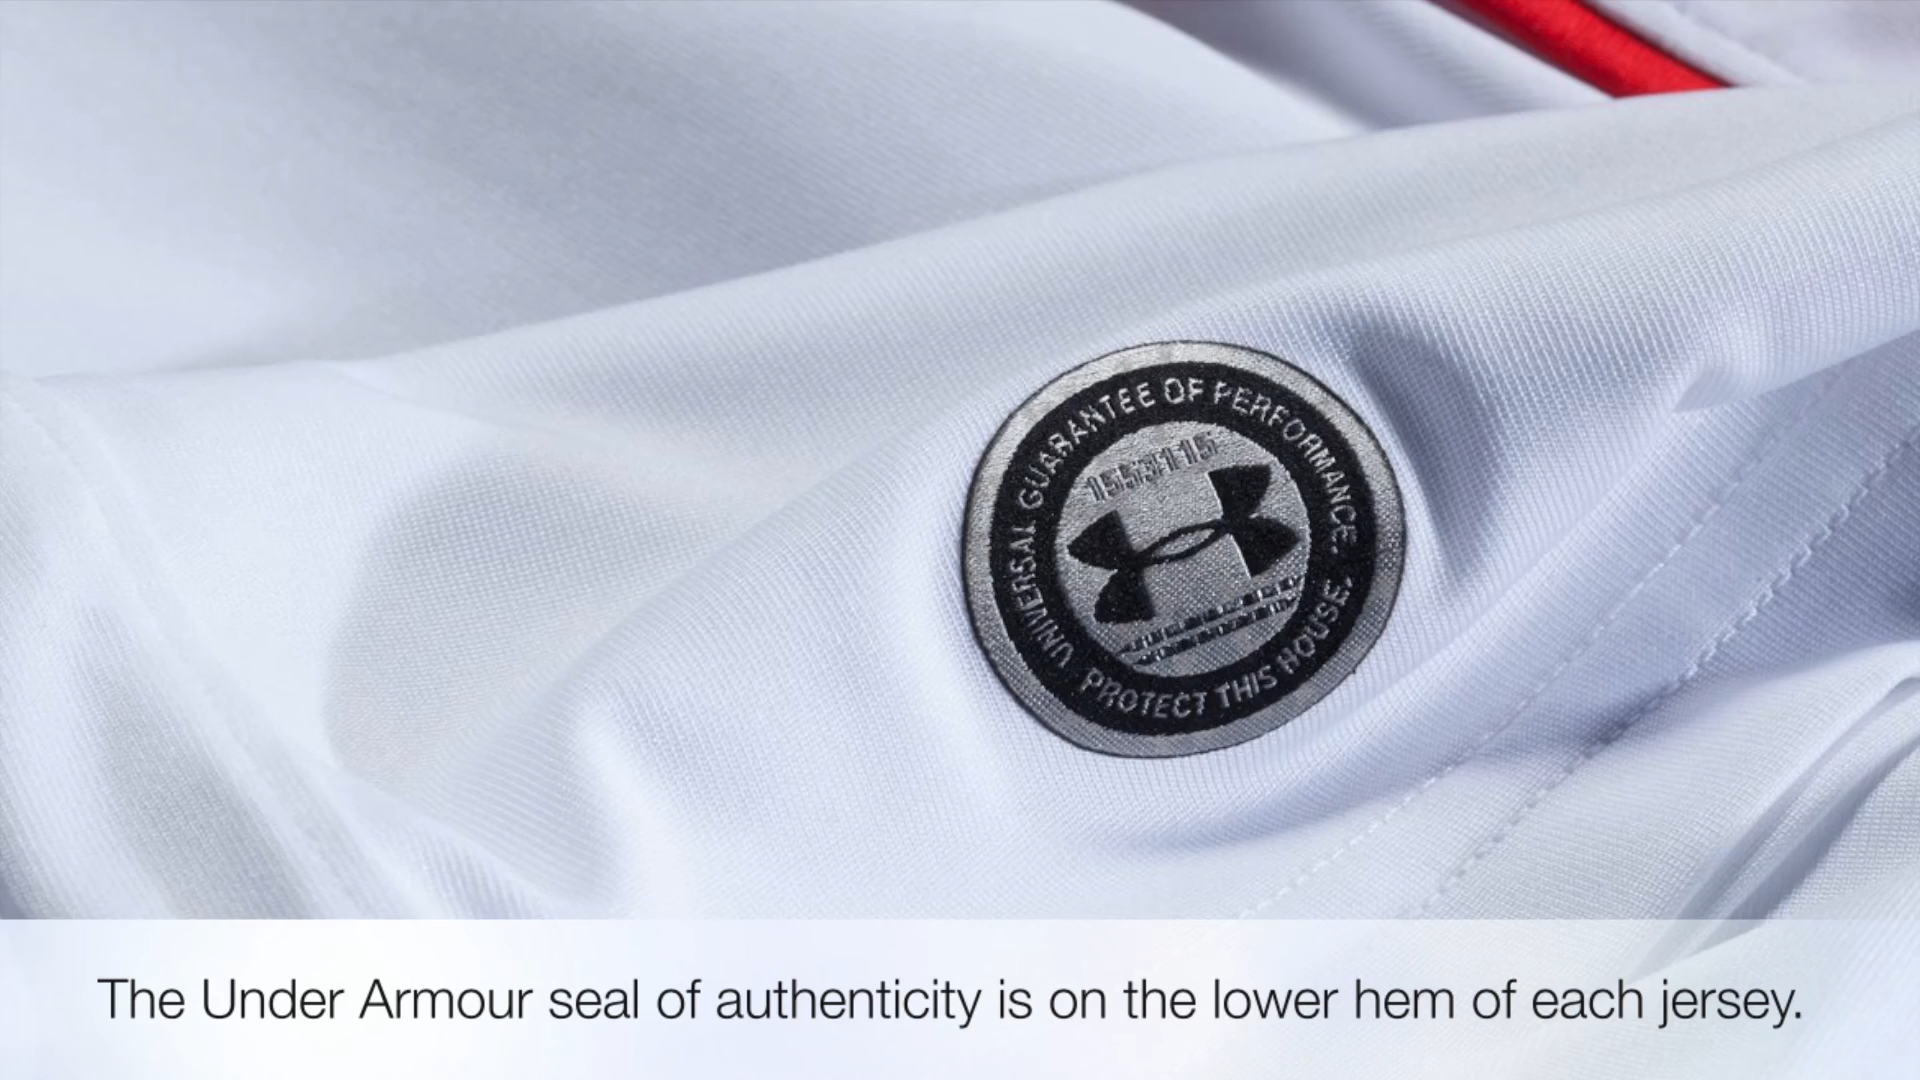 UNIVERSAL GUARANTEE OF PERFORMANCE.
1553115
PROTECT THIS HOUSE.
The Under Armour seal of authenticity is on the lower hem of each jersey.